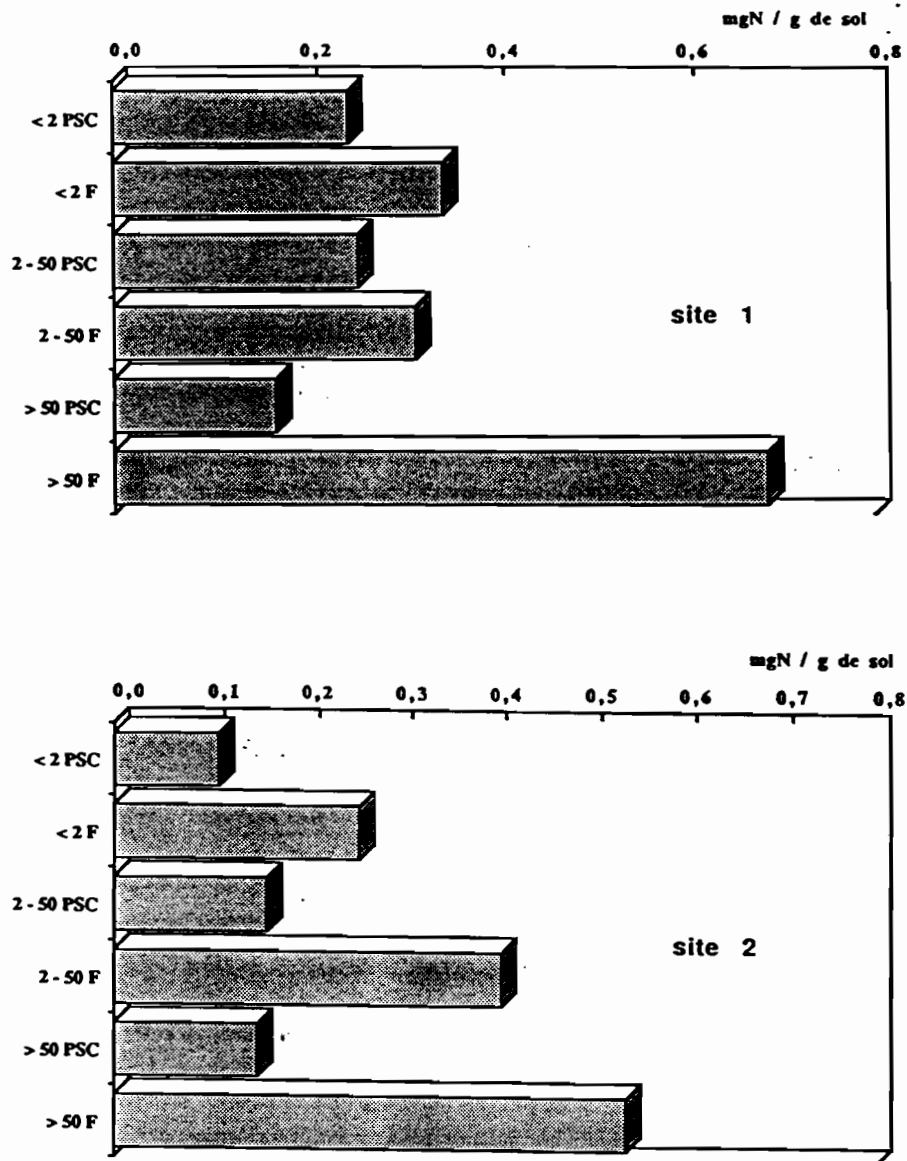 mgN / g de sol
0,0 0,2 0,4 0,6 0,8
< 2 PSC
< 2 F
2 - 50 PSC
2 - 50 F
> 50 PSC
> 50 F
site 1
mgN / g de sol
0,0 0,1 0,2 0,3 0,4 0,5 0,6 0,7 0,8
< 2 PSC
< 2 F
2 - 50 PSC
2 - 50 F
> 50 PSC
> 50 F
site 2